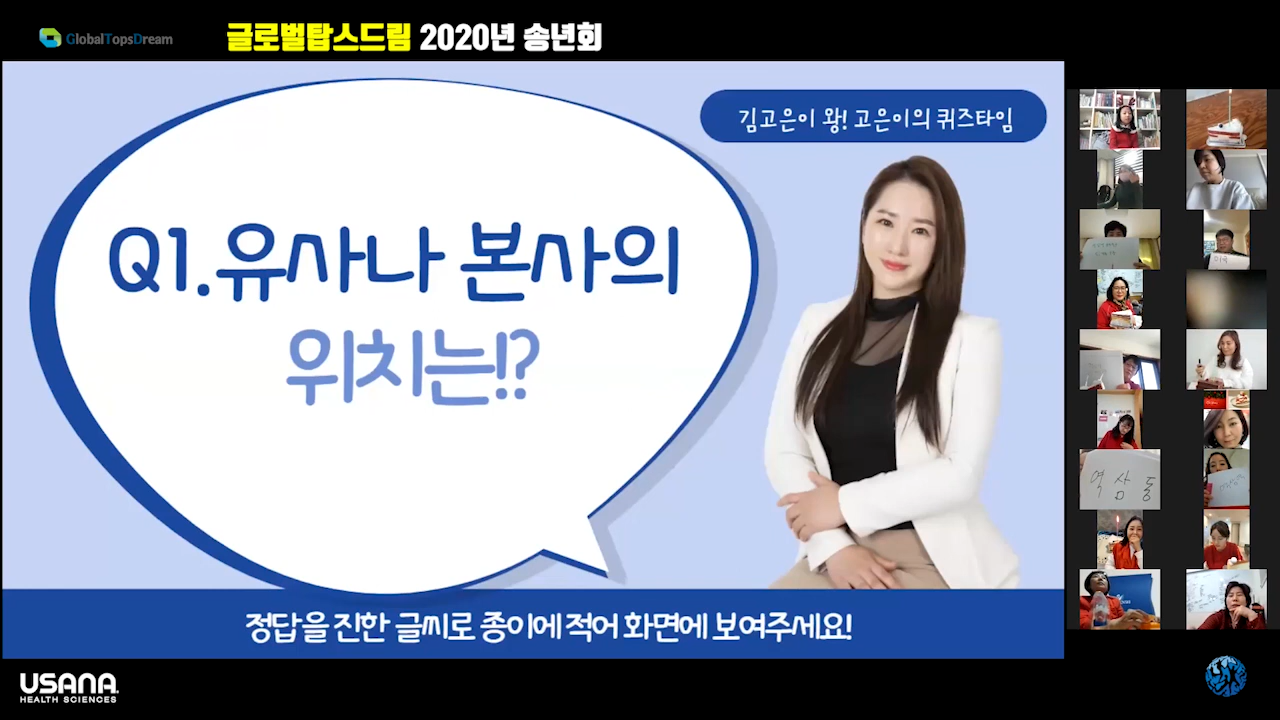 GlobalTopsDream
글로벌탑스드림 2020년 송년회
김고은이 왕! 고은이의 퀴즈타임
Q1.유사나 본사의
위치는!?
정답을 진한 글씨로 종이에 적어 화면에 보여주세요!
미국
역삼동
USANA
HEALTH SCIENCES